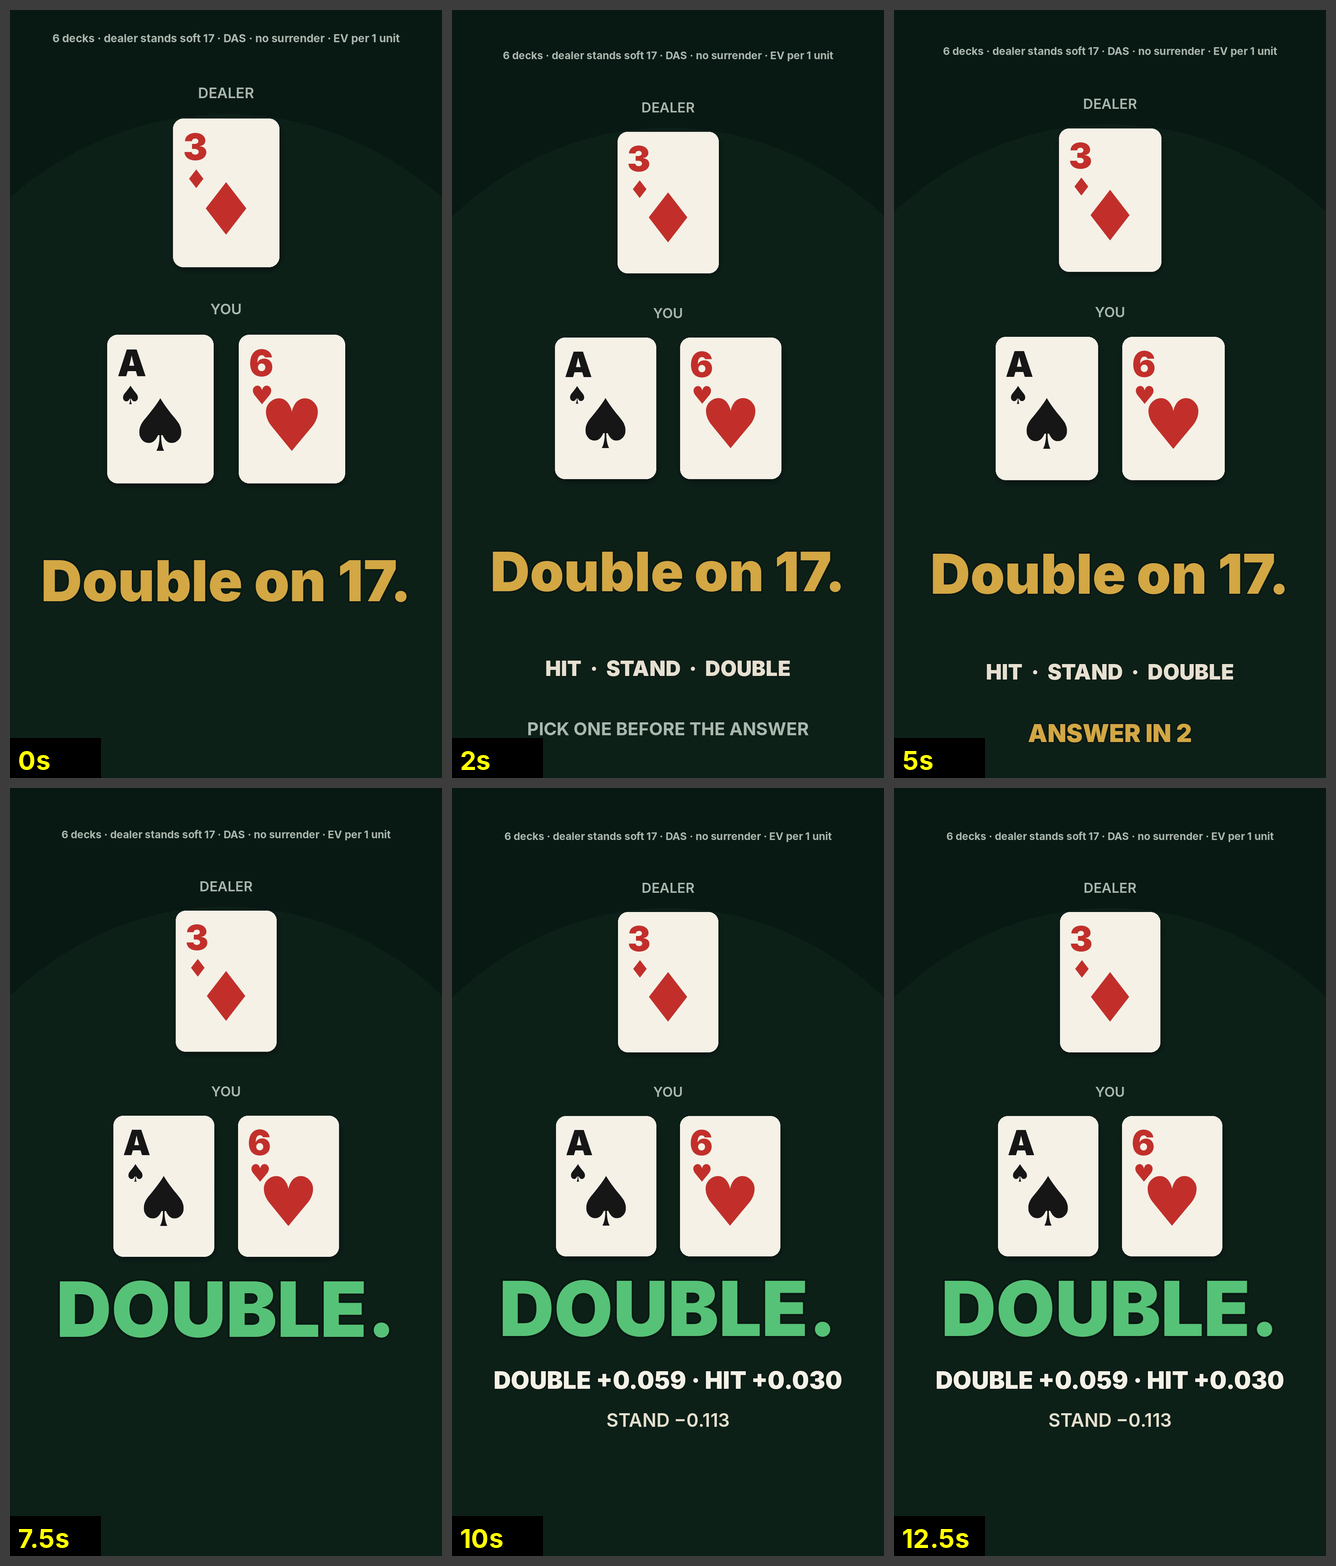 6 decks · dealer stands soft 17 · DAS · no surrender · EV per 1 unit
DEALER
3
YOU
A
6
Double on 17.
0s
6 decks · dealer stands soft 17 · DAS · no surrender · EV per 1 unit
DEALER
3
YOU
A
6
Double on 17.
HIT · STAND · DOUBLE
PICK ONE BEFORE THE ANSWER
2s
6 decks · dealer stands soft 17 · DAS · no surrender · EV per 1 unit
DEALER
3
YOU
A
6
Double on 17.
HIT · STAND · DOUBLE
ANSWER IN 2
5s
6 decks · dealer stands soft 17 · DAS · no surrender · EV per 1 unit
DEALER
3
YOU
A
6
DOUBLE.
7.5s
6 decks · dealer stands soft 17 · DAS · no surrender · EV per 1 unit
DEALER
3
YOU
A
6
DOUBLE.
DOUBLE +0.059 · HIT +0.030
STAND −0.113
10s
6 decks · dealer stands soft 17 · DAS · no surrender · EV per 1 unit
DEALER
3
YOU
A
6
DOUBLE.
DOUBLE +0.059 · HIT +0.030
STAND −0.113
12.5s